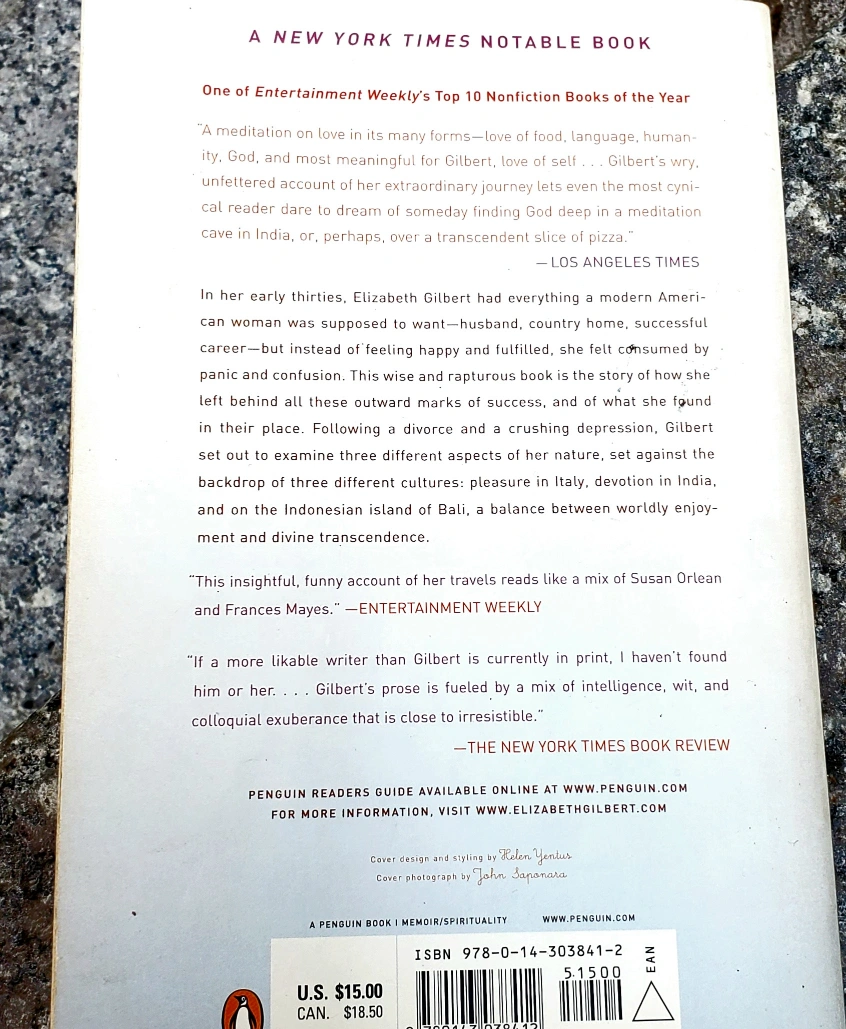 A NEW YORK TIMES NOTABLE BOOK
One of Entertainment Weekly's Top 10 Nonfiction Books of the Year
"A meditation on love in its many forms—love of food, language, human-
ity, God, and most meaningful for Gilbert, love of self . . . Gilbert's wry,
unfettered account of her extraordinary journey lets even the most cyni-
cal reader dare to dream of someday finding God deep in a meditation
cave in India, or, perhaps, over a transcendent slice of pizza."
—LOS ANGELES TIMES
In her early thirties, Elizabeth Gilbert had everything a modern Ameri-
can woman was supposed to want—husband, country home, successful
career—but instead of feeling happy and fulfilled, she felt consumed by
panic and confusion. This wise and rapturous book is the story of how she
left behind all these outward marks of success, and of what she found
in their place. Following a divorce and a crushing depression, Gilbert
set out to examine three different aspects of her nature, set against the
backdrop of three different cultures: pleasure in Italy, devotion in India,
and on the Indonesian island of Bali, a balance between worldly enjoy-
ment and divine transcendence.
"This insightful, funny account of her travels reads like a mix of Susan Orlean
and Frances Mayes." —ENTERTAINMENT WEEKLY
"If a more likable writer than Gilbert is currently in print, I haven't found
him or her. . . . Gilbert's prose is fueled by a mix of intelligence, wit, and
colloquial exuberance that is close to irresistible."
—THE NEW YORK TIMES BOOK REVIEW
PENGUIN READERS GUIDE AVAILABLE ONLINE AT WWW.PENGUIN.COM
FOR MORE INFORMATION, VISIT WWW.ELIZABETHGILBERT.COM
Cover design and styling by Helen Yentus
Cover photograph by John Saponara
A PENGUIN BOOK | MEMOIR/SPIRITUALITY WWW.PENGUIN.COM
ISBN 978-0-14-303841-2
51500
EAN
U.S. $15.00
CAN. $18.50
9 780143 038412